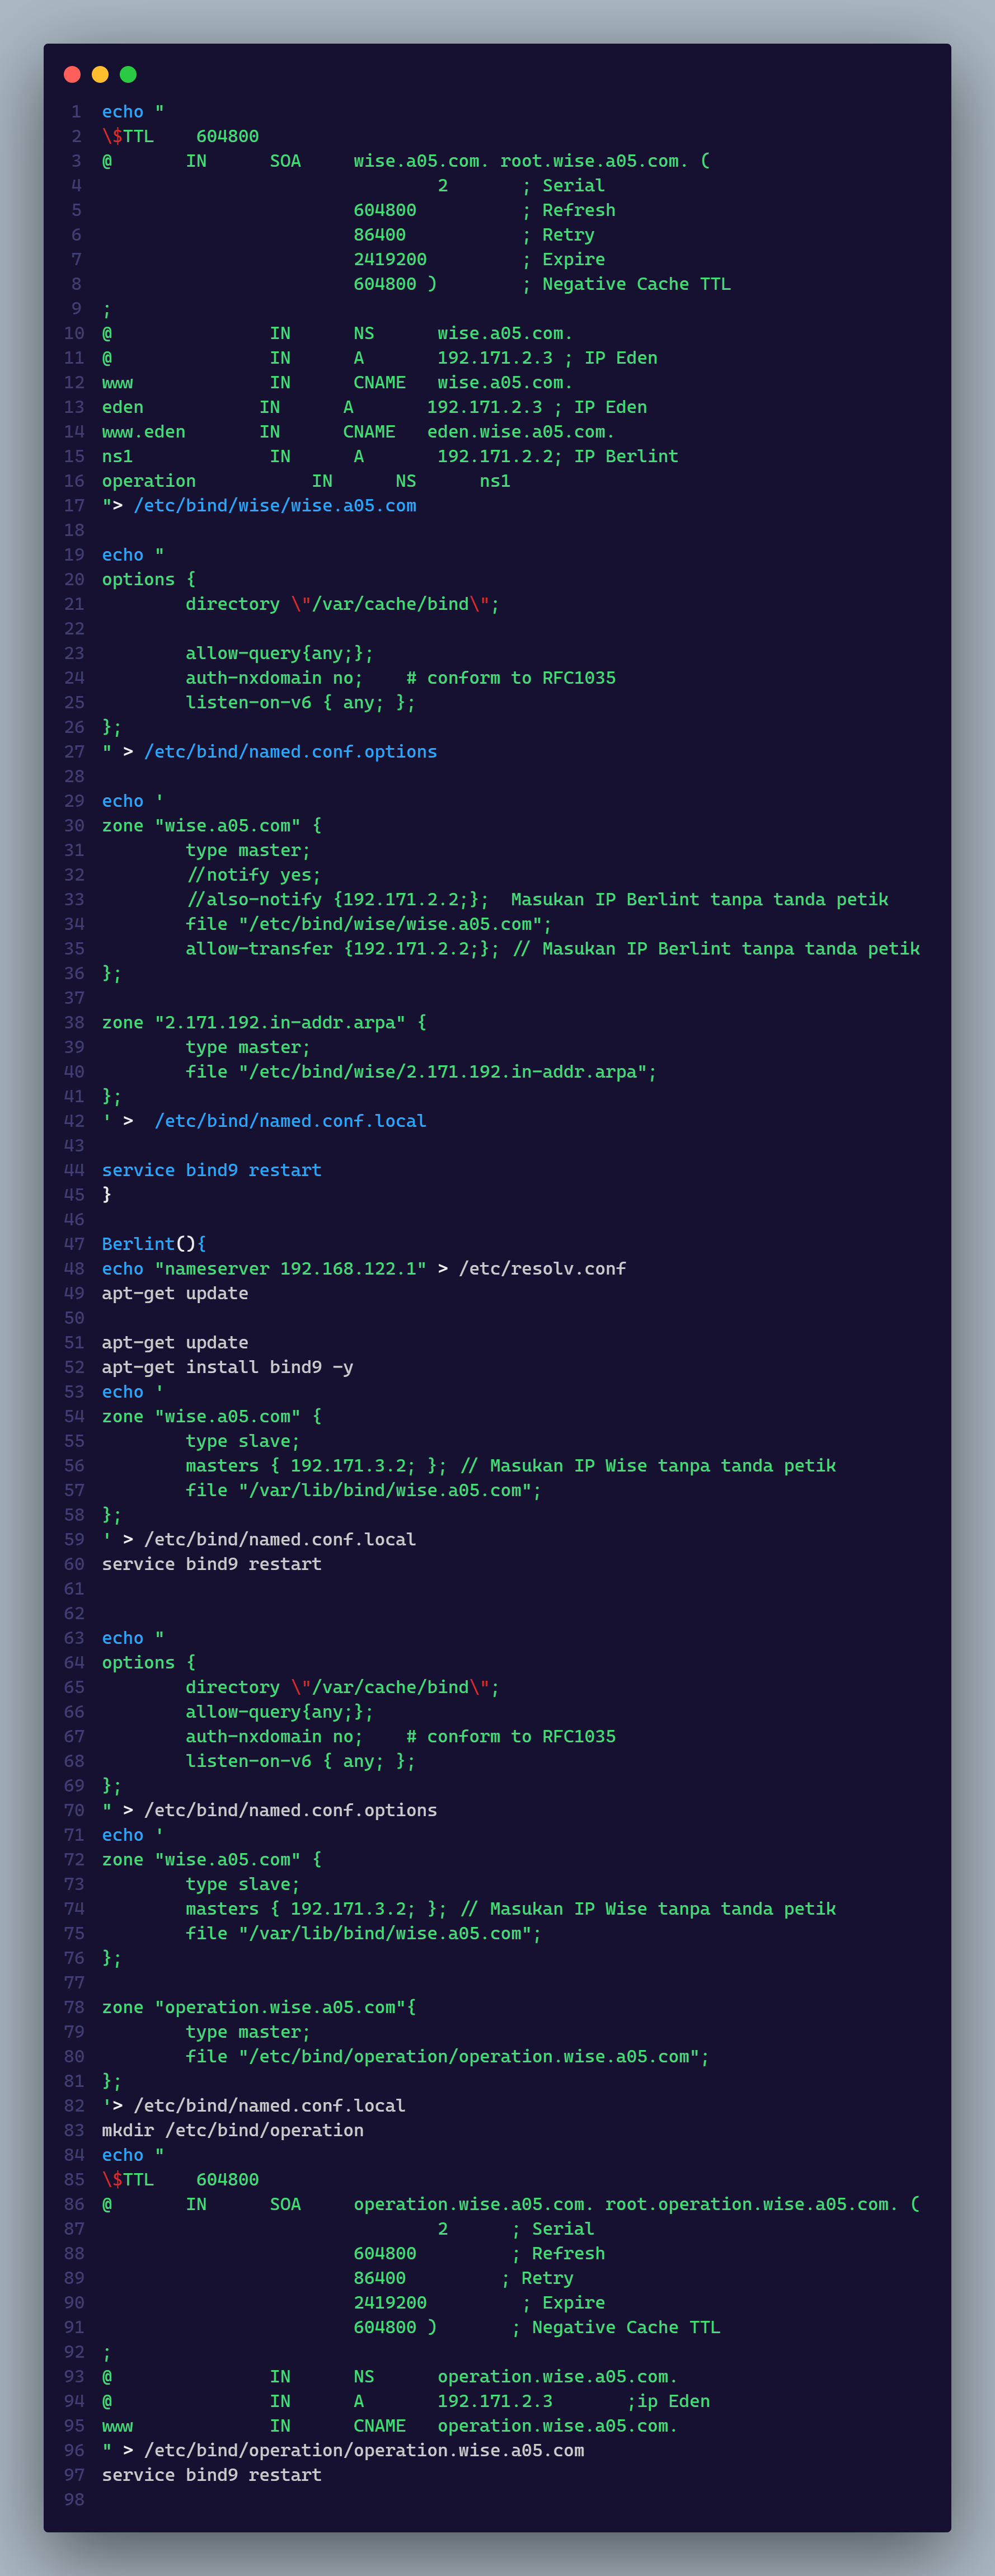 1 echo "
2 \$TTL    604800
3 @       IN      SOA     wise.a05.com. root.wise.a05.com. (
4                                 2       ; Serial
5                         604800          ; Refresh
6                         86400           ; Retry
7                         2419200         ; Expire
8                         604800 )        ; Negative Cache TTL
9 ;
10 @               IN      NS      wise.a05.com.
11 @               IN      A       192.171.2.3 ; IP Eden
12 www             IN      CNAME   wise.a05.com.
13 eden           IN      A       192.171.2.3 ; IP Eden
14 www.eden       IN      CNAME   eden.wise.a05.com.
15 ns1             IN      A       192.171.2.2; IP Berlint
16 operation           IN      NS      ns1
17 "> /etc/bind/wise/wise.a05.com
18
19 echo "
20 options {
21         directory \"/var/cache/bind\";
22
23         allow-query{any;};
24         auth-nxdomain no;    # conform to RFC1035
25         listen-on-v6 { any; };
26 };
27 " > /etc/bind/named.conf.options
28
29 echo '
30 zone "wise.a05.com" {
31         type master;
32         //notify yes;
33         //also-notify {192.171.2.2;};  Masukan IP Berlint tanpa tanda petik
34         file "/etc/bind/wise/wise.a05.com";
35         allow-transfer {192.171.2.2;}; // Masukan IP Berlint tanpa tanda petik
36 };
37
38 zone "2.171.192.in-addr.arpa" {
39         type master;
40         file "/etc/bind/wise/2.171.192.in-addr.arpa";
41 };
42 ' >  /etc/bind/named.conf.local
43
44 service bind9 restart
45 }
46
47 Berlint(){
48 echo "nameserver 192.168.122.1" > /etc/resolv.conf
49 apt-get update
50
51 apt-get update
52 apt-get install bind9 -y
53 echo '
54 zone "wise.a05.com" {
55         type slave;
56         masters { 192.171.3.2; }; // Masukan IP Wise tanpa tanda petik
57         file "/var/lib/bind/wise.a05.com";
58 };
59 ' > /etc/bind/named.conf.local
60 service bind9 restart
61
62
63 echo "
64 options {
65         directory \"/var/cache/bind\";
66         allow-query{any;};
67         auth-nxdomain no;    # conform to RFC1035
68         listen-on-v6 { any; };
69 };
70 " > /etc/bind/named.conf.options
71 echo '
72 zone "wise.a05.com" {
73         type slave;
74         masters { 192.171.3.2; }; // Masukan IP Wise tanpa tanda petik
75         file "/var/lib/bind/wise.a05.com";
76 };
77
78 zone "operation.wise.a05.com"{
79         type master;
80         file "/etc/bind/operation/operation.wise.a05.com";
81 };
82 '> /etc/bind/named.conf.local
83 mkdir /etc/bind/operation
84 echo "
85 \$TTL    604800
86 @       IN      SOA     operation.wise.a05.com. root.operation.wise.a05.com. (
87                                 2      ; Serial
88                         604800         ; Refresh
89                         86400         ; Retry
90                         2419200         ; Expire
91                         604800 )       ; Negative Cache TTL
92 ;
93 @               IN      NS      operation.wise.a05.com.
94 @               IN      A       192.171.2.3       ;ip Eden
95 www             IN      CNAME   operation.wise.a05.com.
96 " > /etc/bind/operation/operation.wise.a05.com
97 service bind9 restart
98